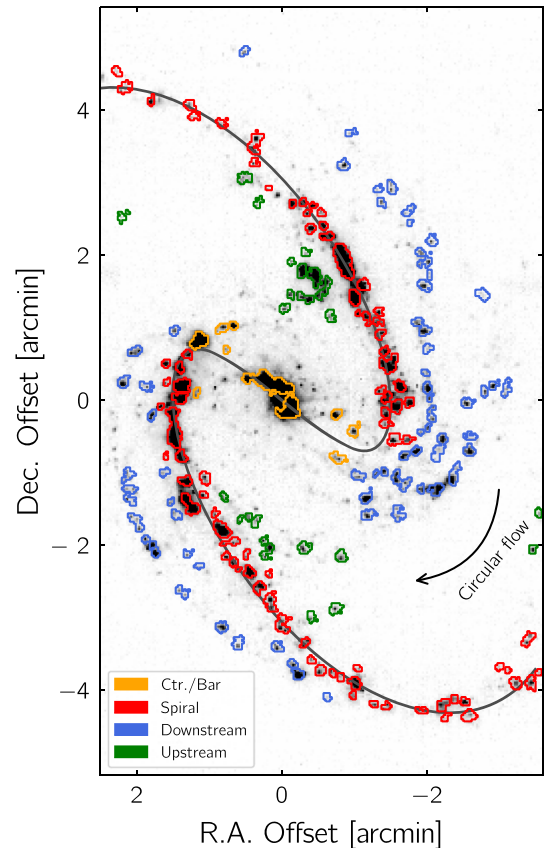 4
2
0
−2
−4
Dec. Offset [arcmin]
Circular flow
Ctr./Bar
Spiral
Downstream
Upstream
2
0
−2
R.A. Offset [arcmin]